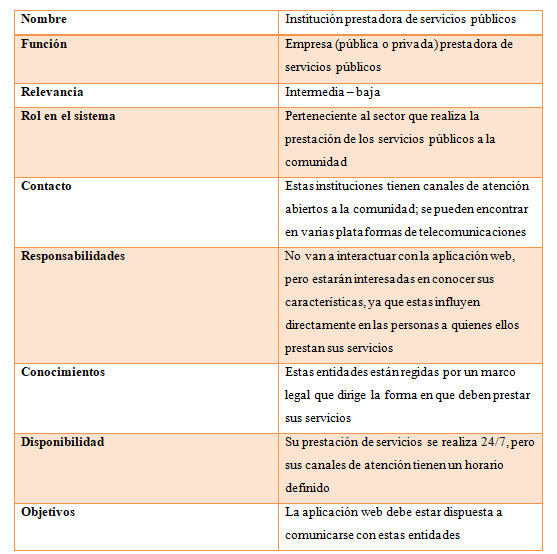 Nombre
Institución prestadora de servicios públicos
Función
Empresa (pública o privada) prestadora de
servicios públicos
Relevancia
Intermedia – baja
Rol en el sistema
Perteneciente al sector que realiza la
prestación de los servicios públicos a la
comunidad
Contacto
Estas instituciones tienen canales de atención
abiertos a la comunidad; se pueden encontrar
en varias plataformas de telecomunicaciones
Responsabilidades
No van a interactuar con la aplicación web,
pero estarán interesadas en conocer sus
características, ya que estas influyen
directamente en las personas a quienes ellos
prestan sus servicios
Conocimientos
Estas entidades están regidas por un marco
legal que dirige la forma en que deben prestar
sus servicios
Disponibilidad
Su prestación de servicios se realiza 24/7, pero
sus canales de atención tienen un horario
definido
Objetivos
La aplicación web debe estar dispuesta a
comunicarse con estas entidades